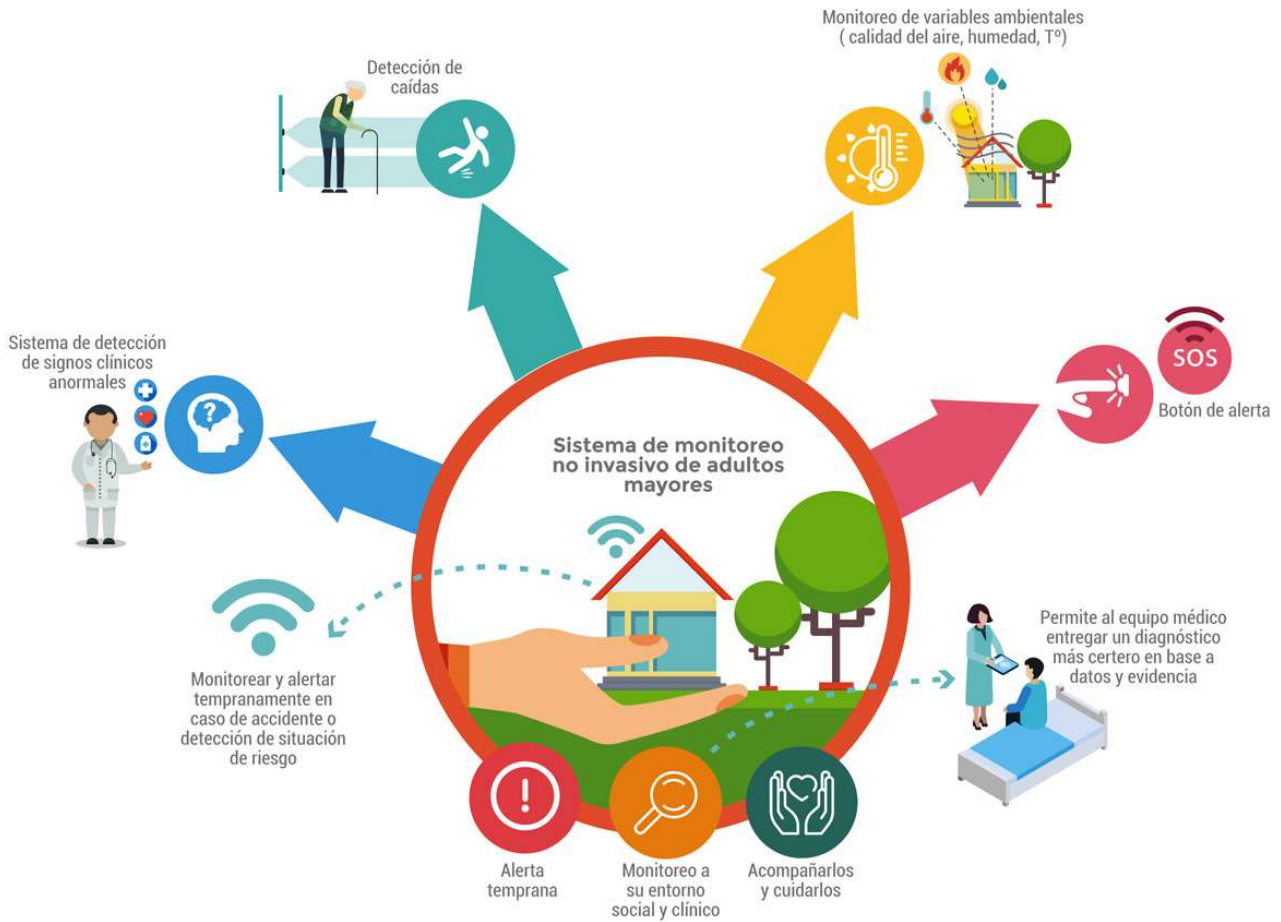 Monitoreo de variables ambientales
( calidad del aire, humedad, Tº)
Detección de
caídas
Sistema de detección
de signos clínicos
anormales
?
SOS
Botón de alerta
Sistema de monitoreo
no invasivo de adultos
mayores
Monitorear y alertar
tempranamente en
caso de accidente o
detección de situación
de riesgo
Permite al equipo médico
entregar un diagnóstico
más certero en base a
datos y evidencia
!
Alerta
temprana
Monitoreo a
su entorno
social y clínico
Acompañarlos
y cuidarlos